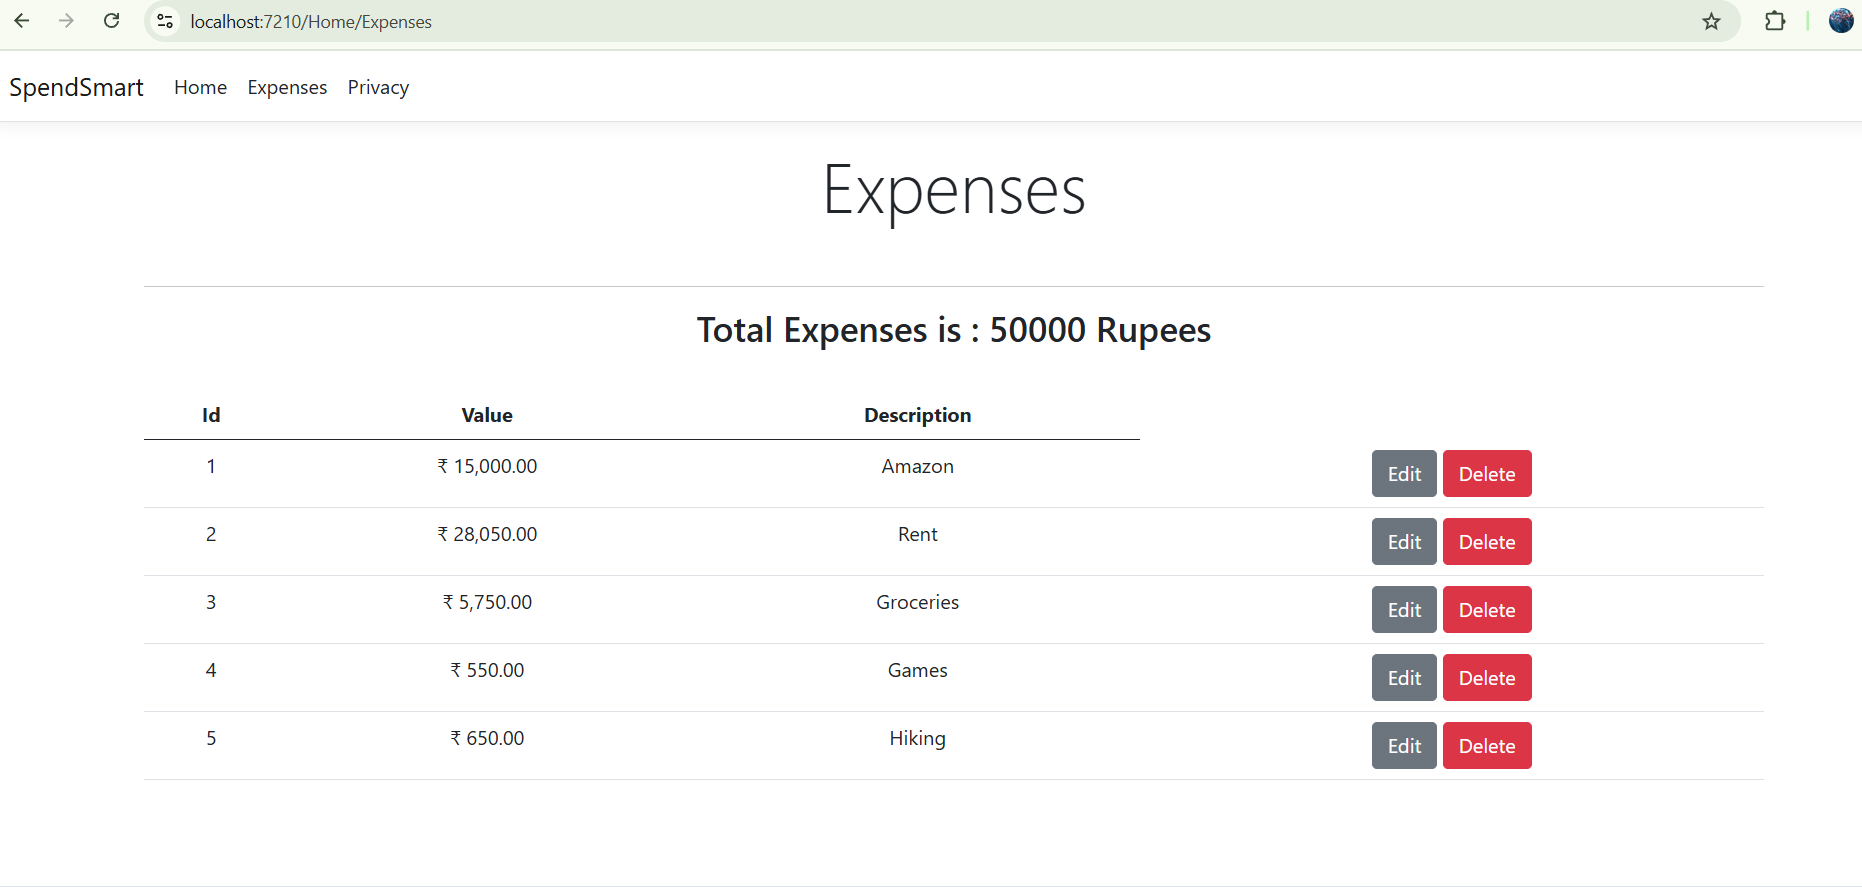 localhost:7210/Home/Expenses
SpendSmart Home Expenses Privacy
Expenses
Total Expenses is : 50000 Rupees
Id Value Description
1 ₹ 15,000.00 Amazon Edit Delete
2 ₹ 28,050.00 Rent Edit Delete
3 ₹ 5,750.00 Groceries Edit Delete
4 ₹ 550.00 Games Edit Delete
5 ₹ 650.00 Hiking Edit Delete